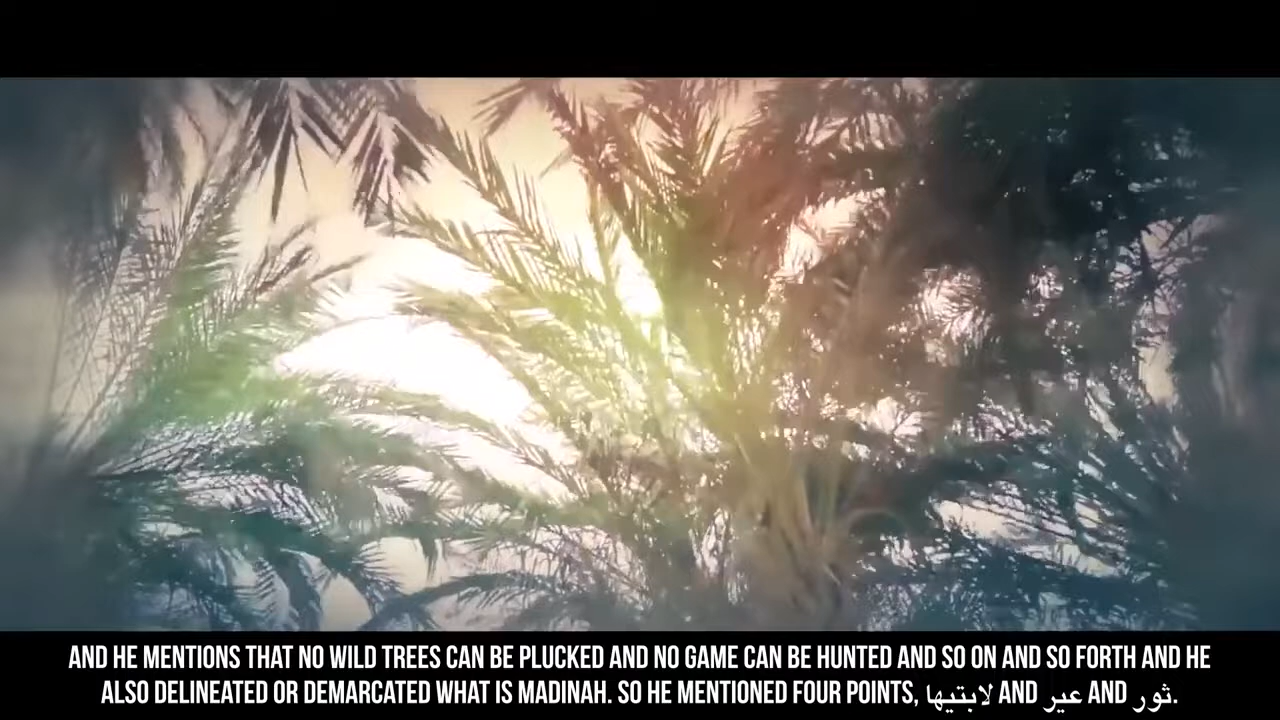 AND HE MENTIONS THAT NO WILD TREES CAN BE PLUCKED AND NO GAME CAN BE HUNTED AND SO ON AND SO FORTH AND HE
ALSO DELINEATED OR DEMARCATED WHAT IS MADINAH. SO HE MENTIONED FOUR POINTS, لابتيها AND عير AND ثور.